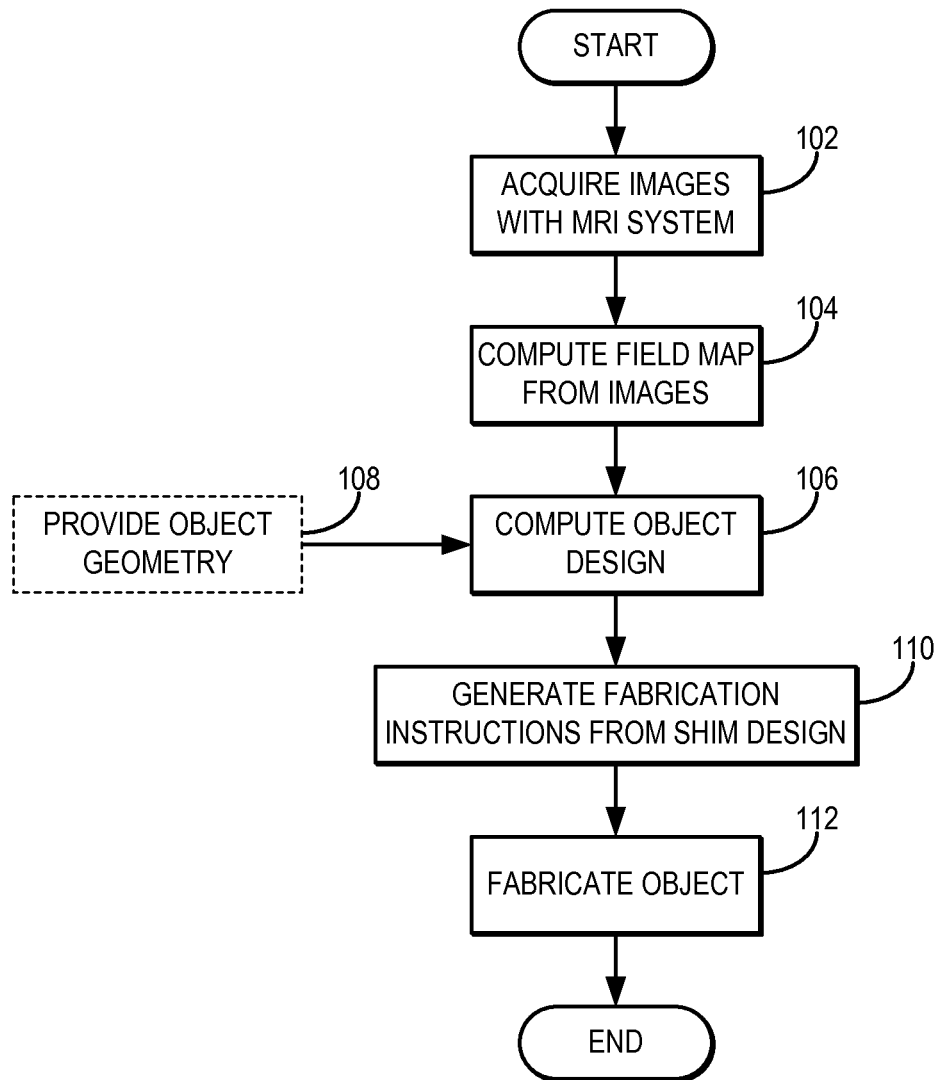 START
102
ACQUIRE IMAGES
WITH MRI SYSTEM
104
COMPUTE FIELD MAP
FROM IMAGES
108
PROVIDE OBJECT
GEOMETRY
106
COMPUTE OBJECT
DESIGN
110
GENERATE FABRICATION
INSTRUCTIONS FROM SHIM DESIGN
112
FABRICATE OBJECT
END